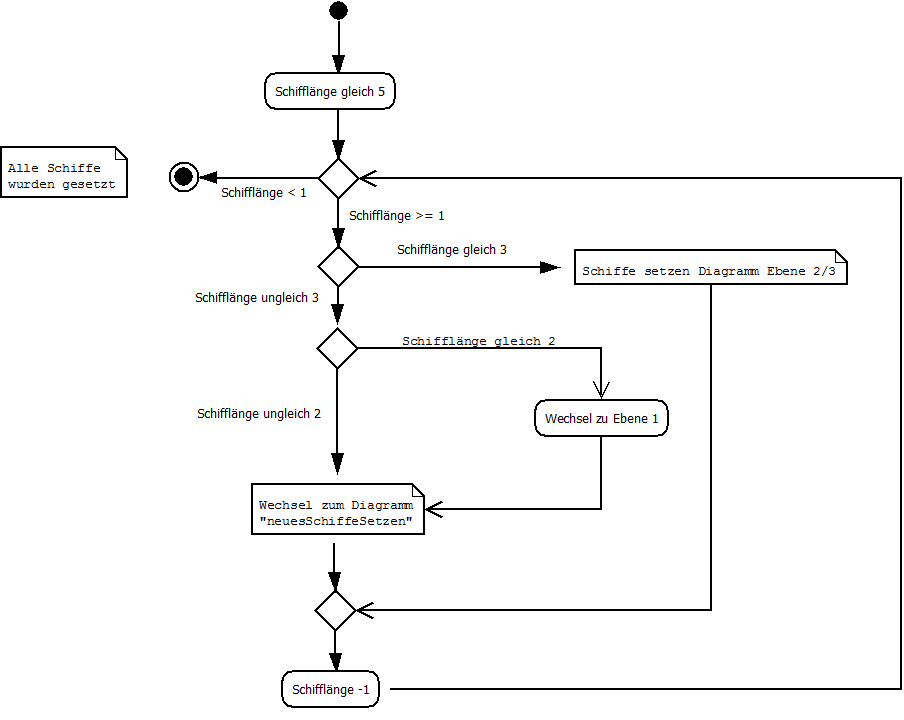 Schifflänge gleich 5
Alle Schiffe
wurden gesetzt
Schifflänge < 1
Schifflänge >= 1
Schifflänge gleich 3
Schiffe setzen Diagramm Ebene 2/3
Schifflänge ungleich 3
Schifflänge gleich 2
Schifflänge ungleich 2
Wechsel zu Ebene 1
Wechsel zum Diagramm
"neuesSchiffeSetzen"
Schifflänge -1